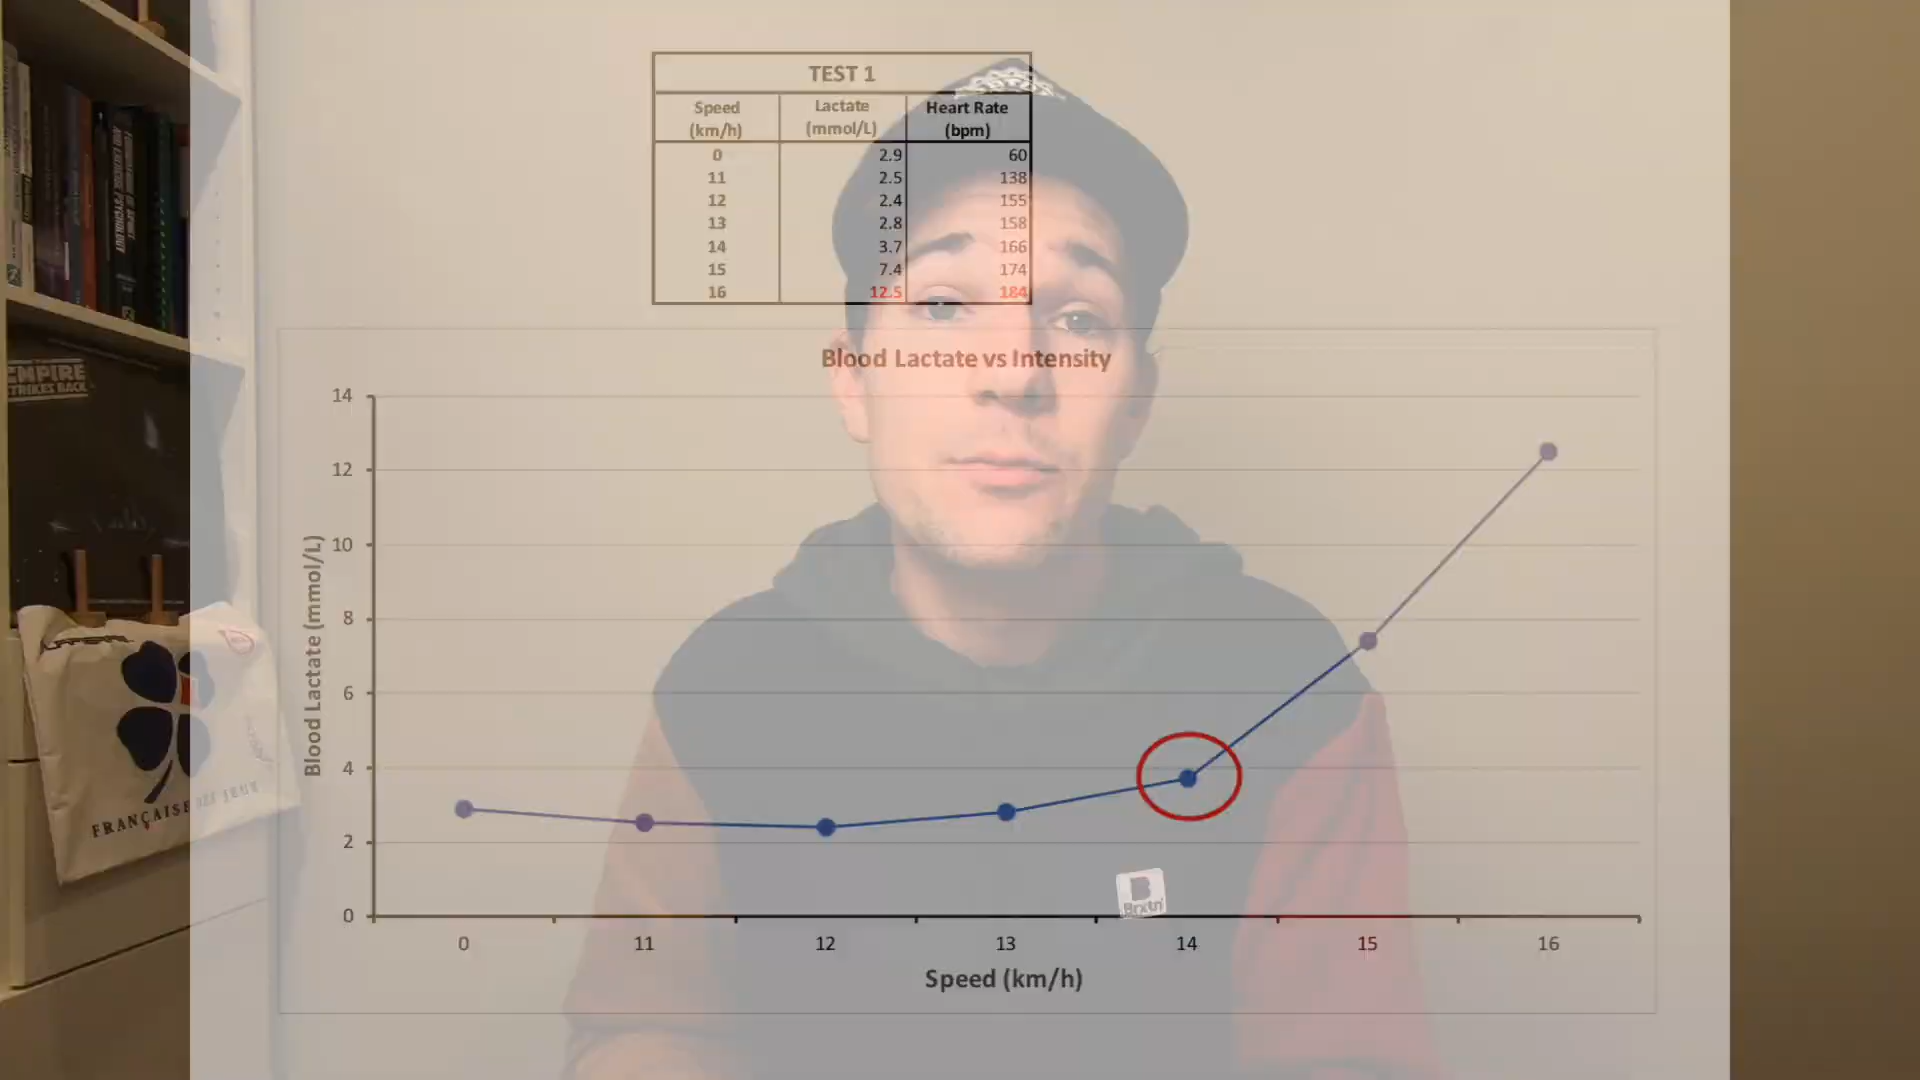 TEST 1
Speed (km/h) Lactate (mmol/L) Heart Rate (bpm)
0 2.9 60
11 2.5 138
12 2.4 155
13 2.8 158
14 3.7 166
15 7.4 174
16 12.5 184
Blood Lactate vs Intensity
Blood Lactate (mmol/L)
14
12
10
8
6
4
2
0
0 11 12 13 14 15 16
Speed (km/h)
EMPIRE
STRIKES BACK
FRANÇAISE DES JEUX
B
Brxtn